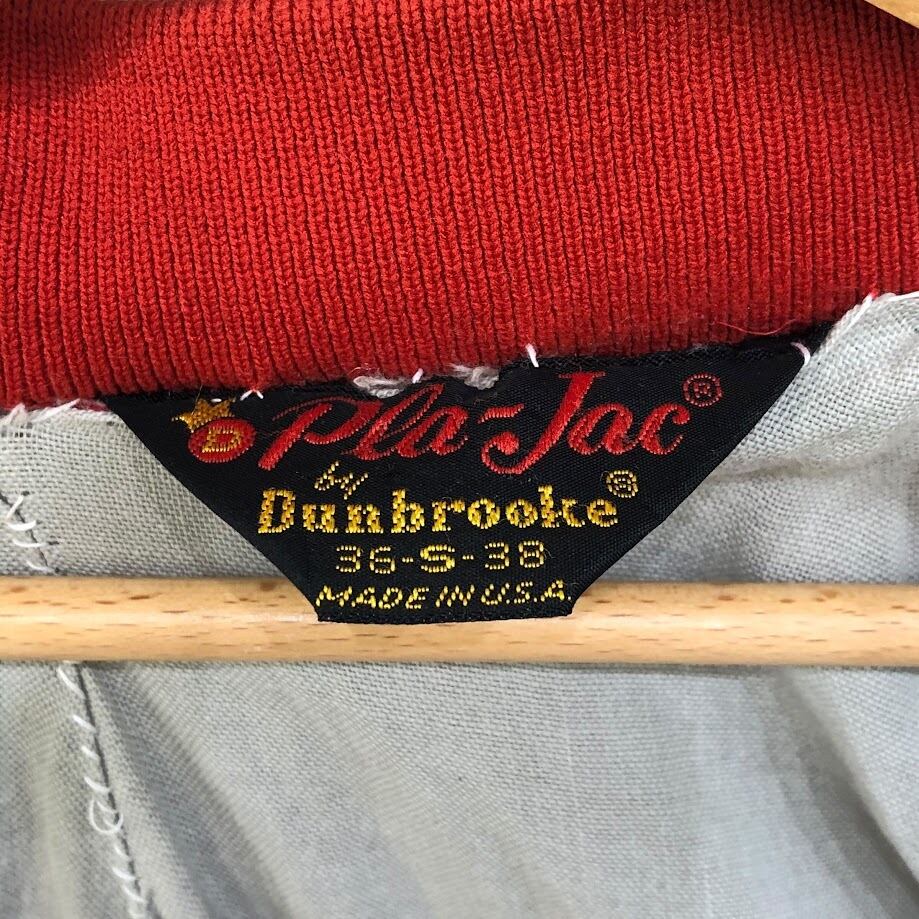 D Pla-Jac®
by
Dunbrooke®
36-S-38
MADE IN U.S.A.